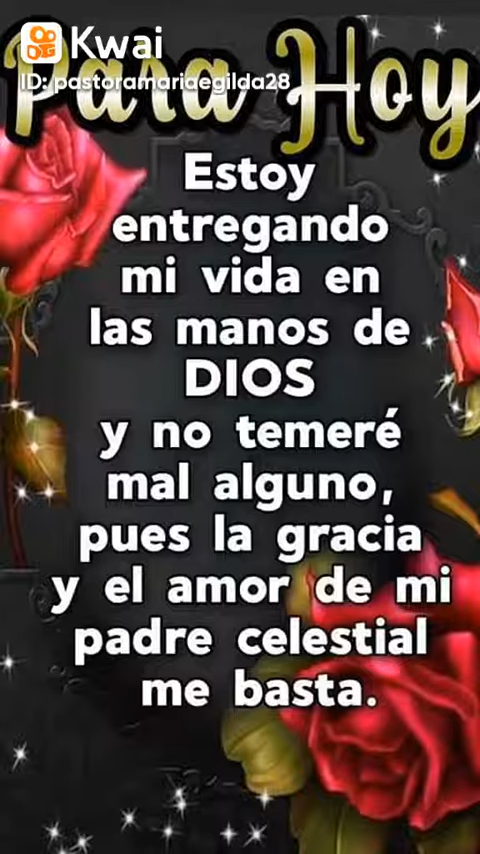 Kwai
ID: pastoramariaegilda28
Para Hoy
Estoy
entregando
mi vida en
las manos de
DIOS
y no temeré
mal alguno,
pues la gracia
y el amor de mi
padre celestial
me basta.